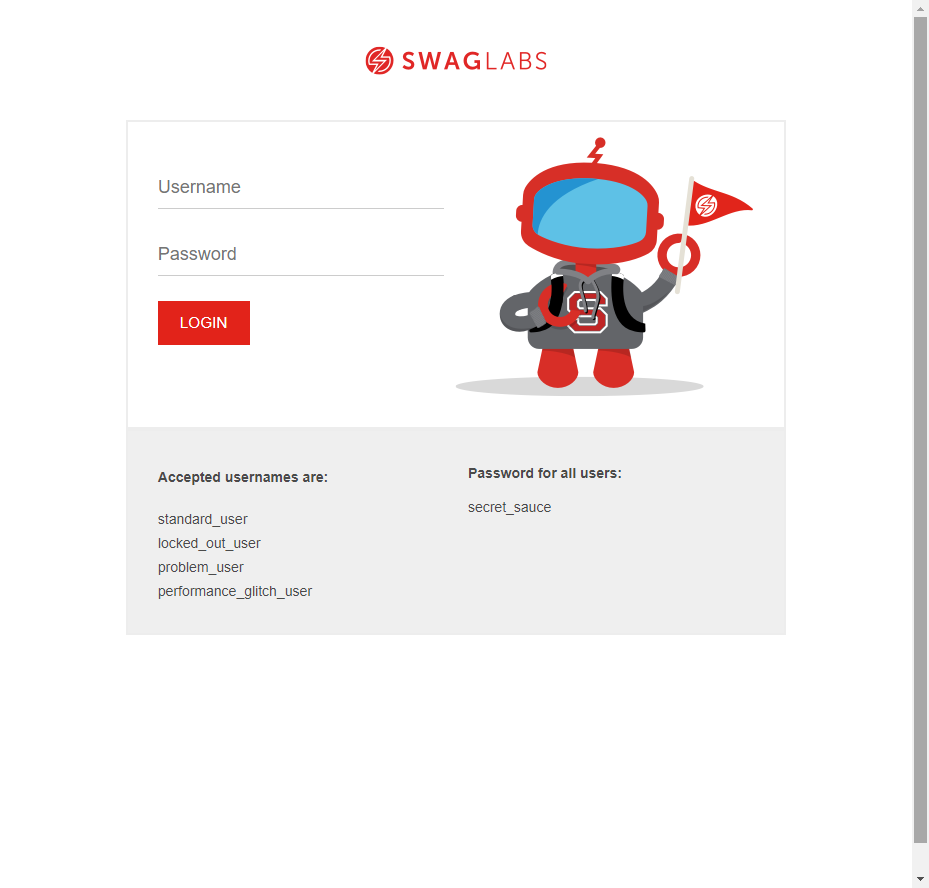 SWAGLABS
Username
Password
LOGIN
S
Accepted usernames are:
standard_user
locked_out_user
problem_user
performance_glitch_user
Password for all users:
secret_sauce